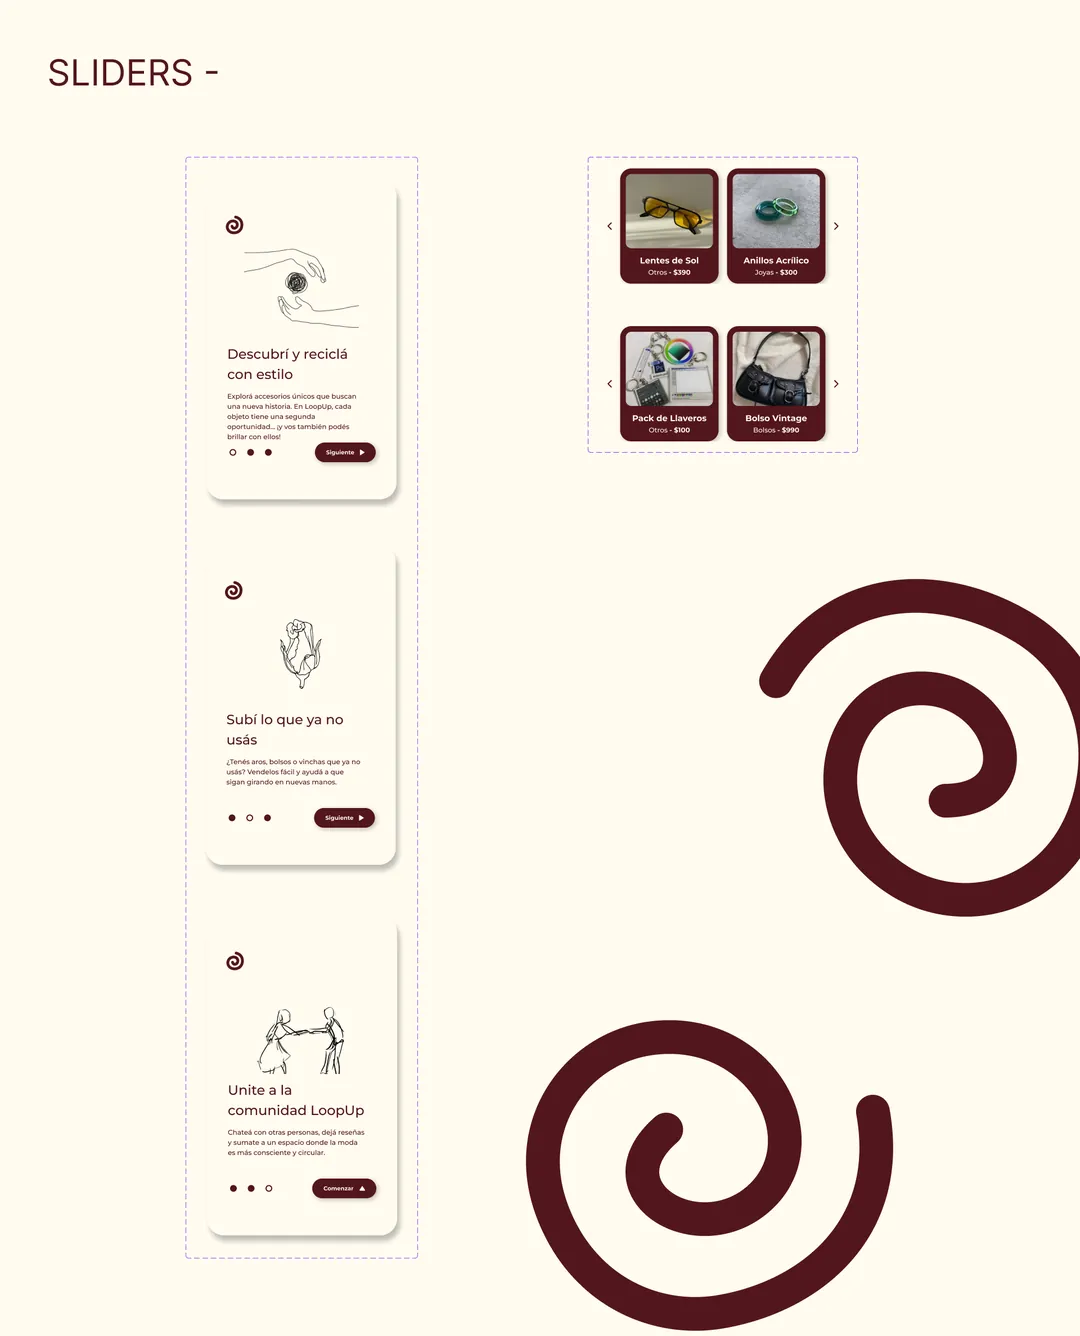 SLIDERS -
Descubrí y reciclá
con estilo
Explorá accesorios únicos que buscan
una nueva historia. En LoopUp, cada
objeto tiene una segunda
oportunidad... ¡y vos también podés
brillar con ellos!
Siguiente
Subí lo que ya no
usás
¿Tenés aros, bolsos o vinchas que ya no
usás? Vendelos fácil y ayudá a que
sigan girando en nuevas manos.
Siguiente
Unite a la
comunidad LoopUp
Chateá con otras personas, dejá reseñas
y sumate a un espacio donde la moda
es más consciente y circular.
Comenzar
Lentes de Sol
Otros - $390
Anillos Acrílico
Joyas - $300
Pack de Llaveros
Otros - $100
Bolso Vintage
Bolsos - $990